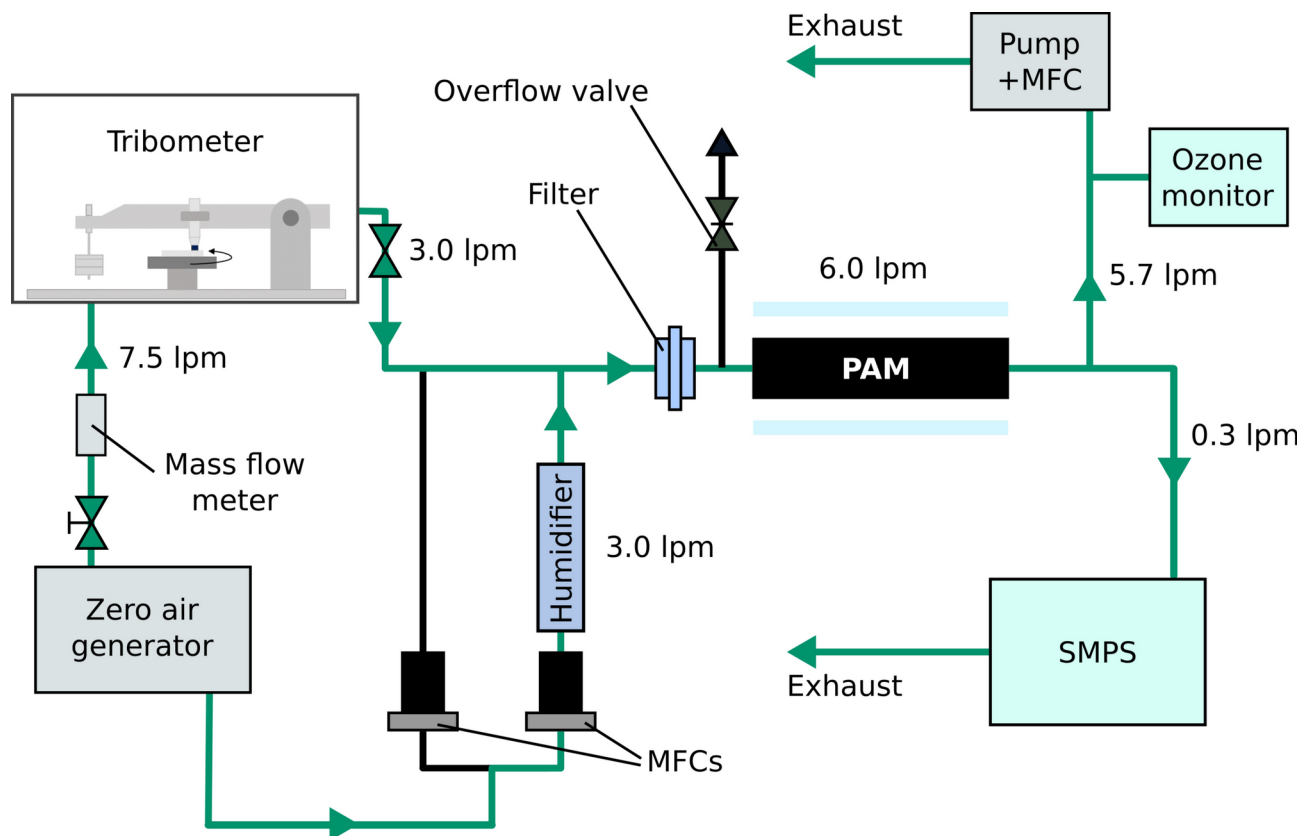 Exhaust
Pump
+MFC
Overflow valve
Tribometer
Ozone
monitor
Filter
3.0 lpm
6.0 lpm
5.7 lpm
7.5 lpm
PAM
0.3 lpm
Mass flow
meter
Humidifier
3.0 lpm
Zero air
generator
SMPS
Exhaust
MFCs